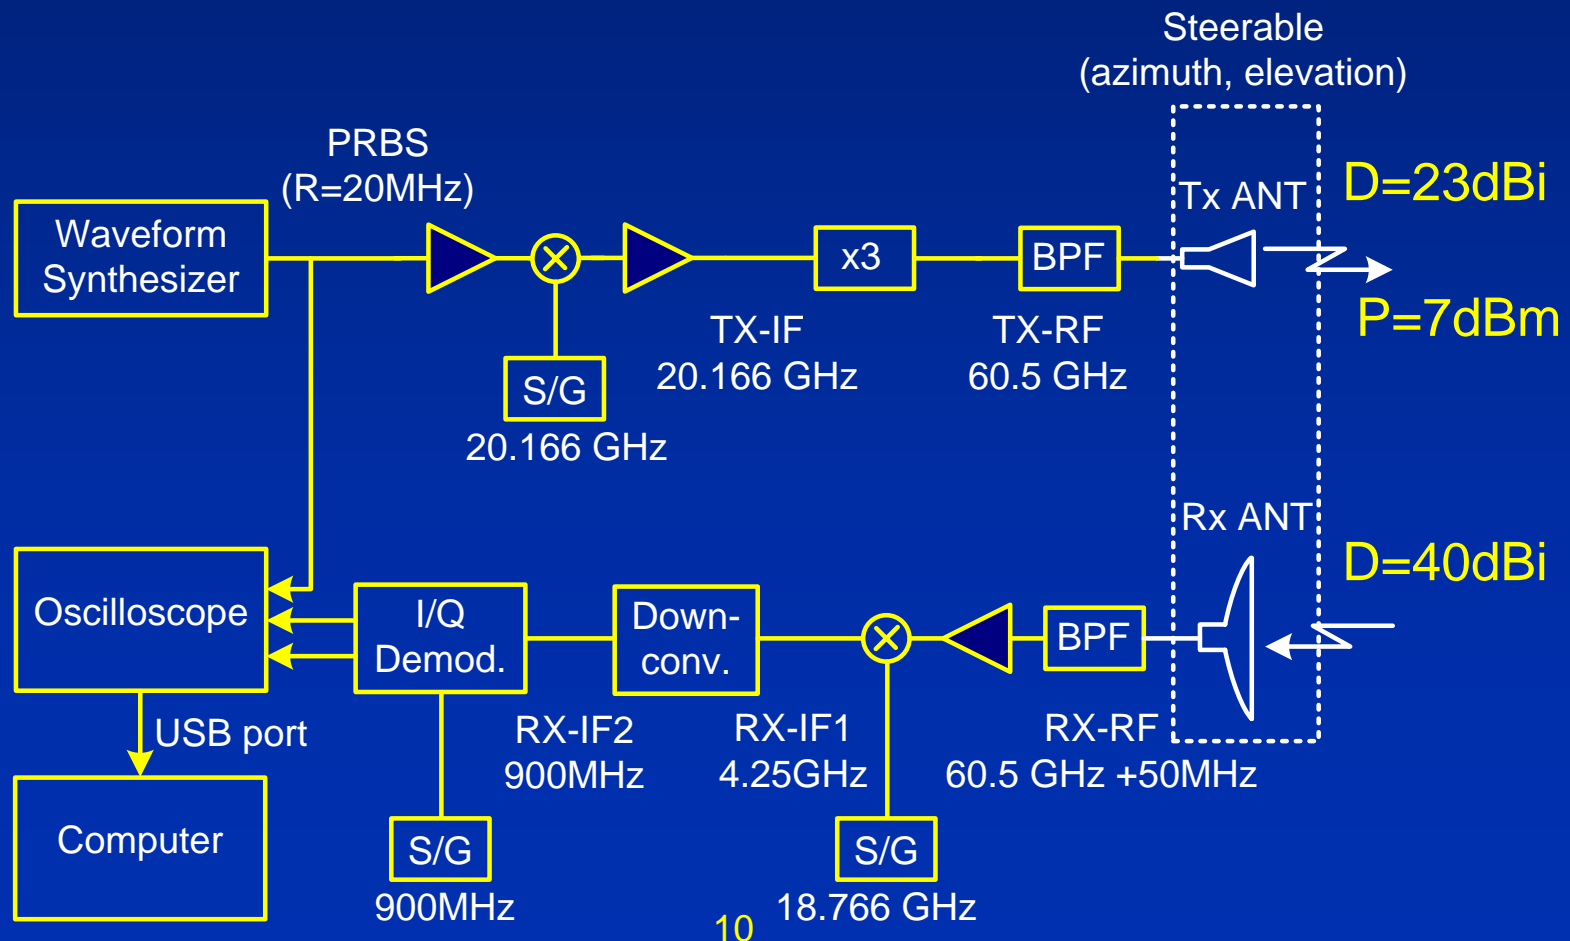 Steerable
(azimuth, elevation)
PRBS
(R=20MHz)
Waveform
Synthesizer
x3
BPF
Tx ANT
D=23dBi
P=7dBm
TX-IF
20.166 GHz
TX-RF
60.5 GHz
S/G
20.166 GHz
Rx ANT
D=40dBi
Oscilloscope
I/Q
Demod.
Down-
conv.
BPF
USB port
RX-IF2
900MHz
RX-IF1
4.25GHz
RX-RF
60.5 GHz +50MHz
Computer
S/G
900MHz
S/G
18.766 GHz
10